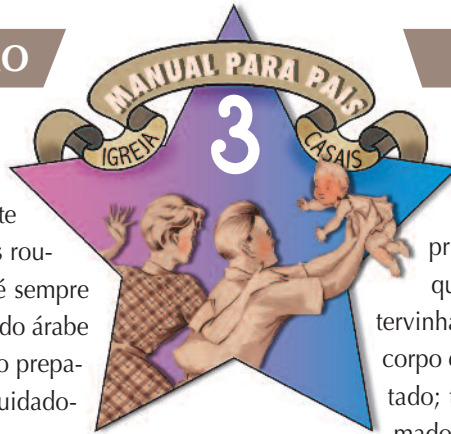 O
MANUAL PARA PAIS
IGREJA
CASAIS
3
te
rou-
é sempre
do árabe
o prepa-
uidado-
pr
qu
tervinha
corpo
tado;
mado